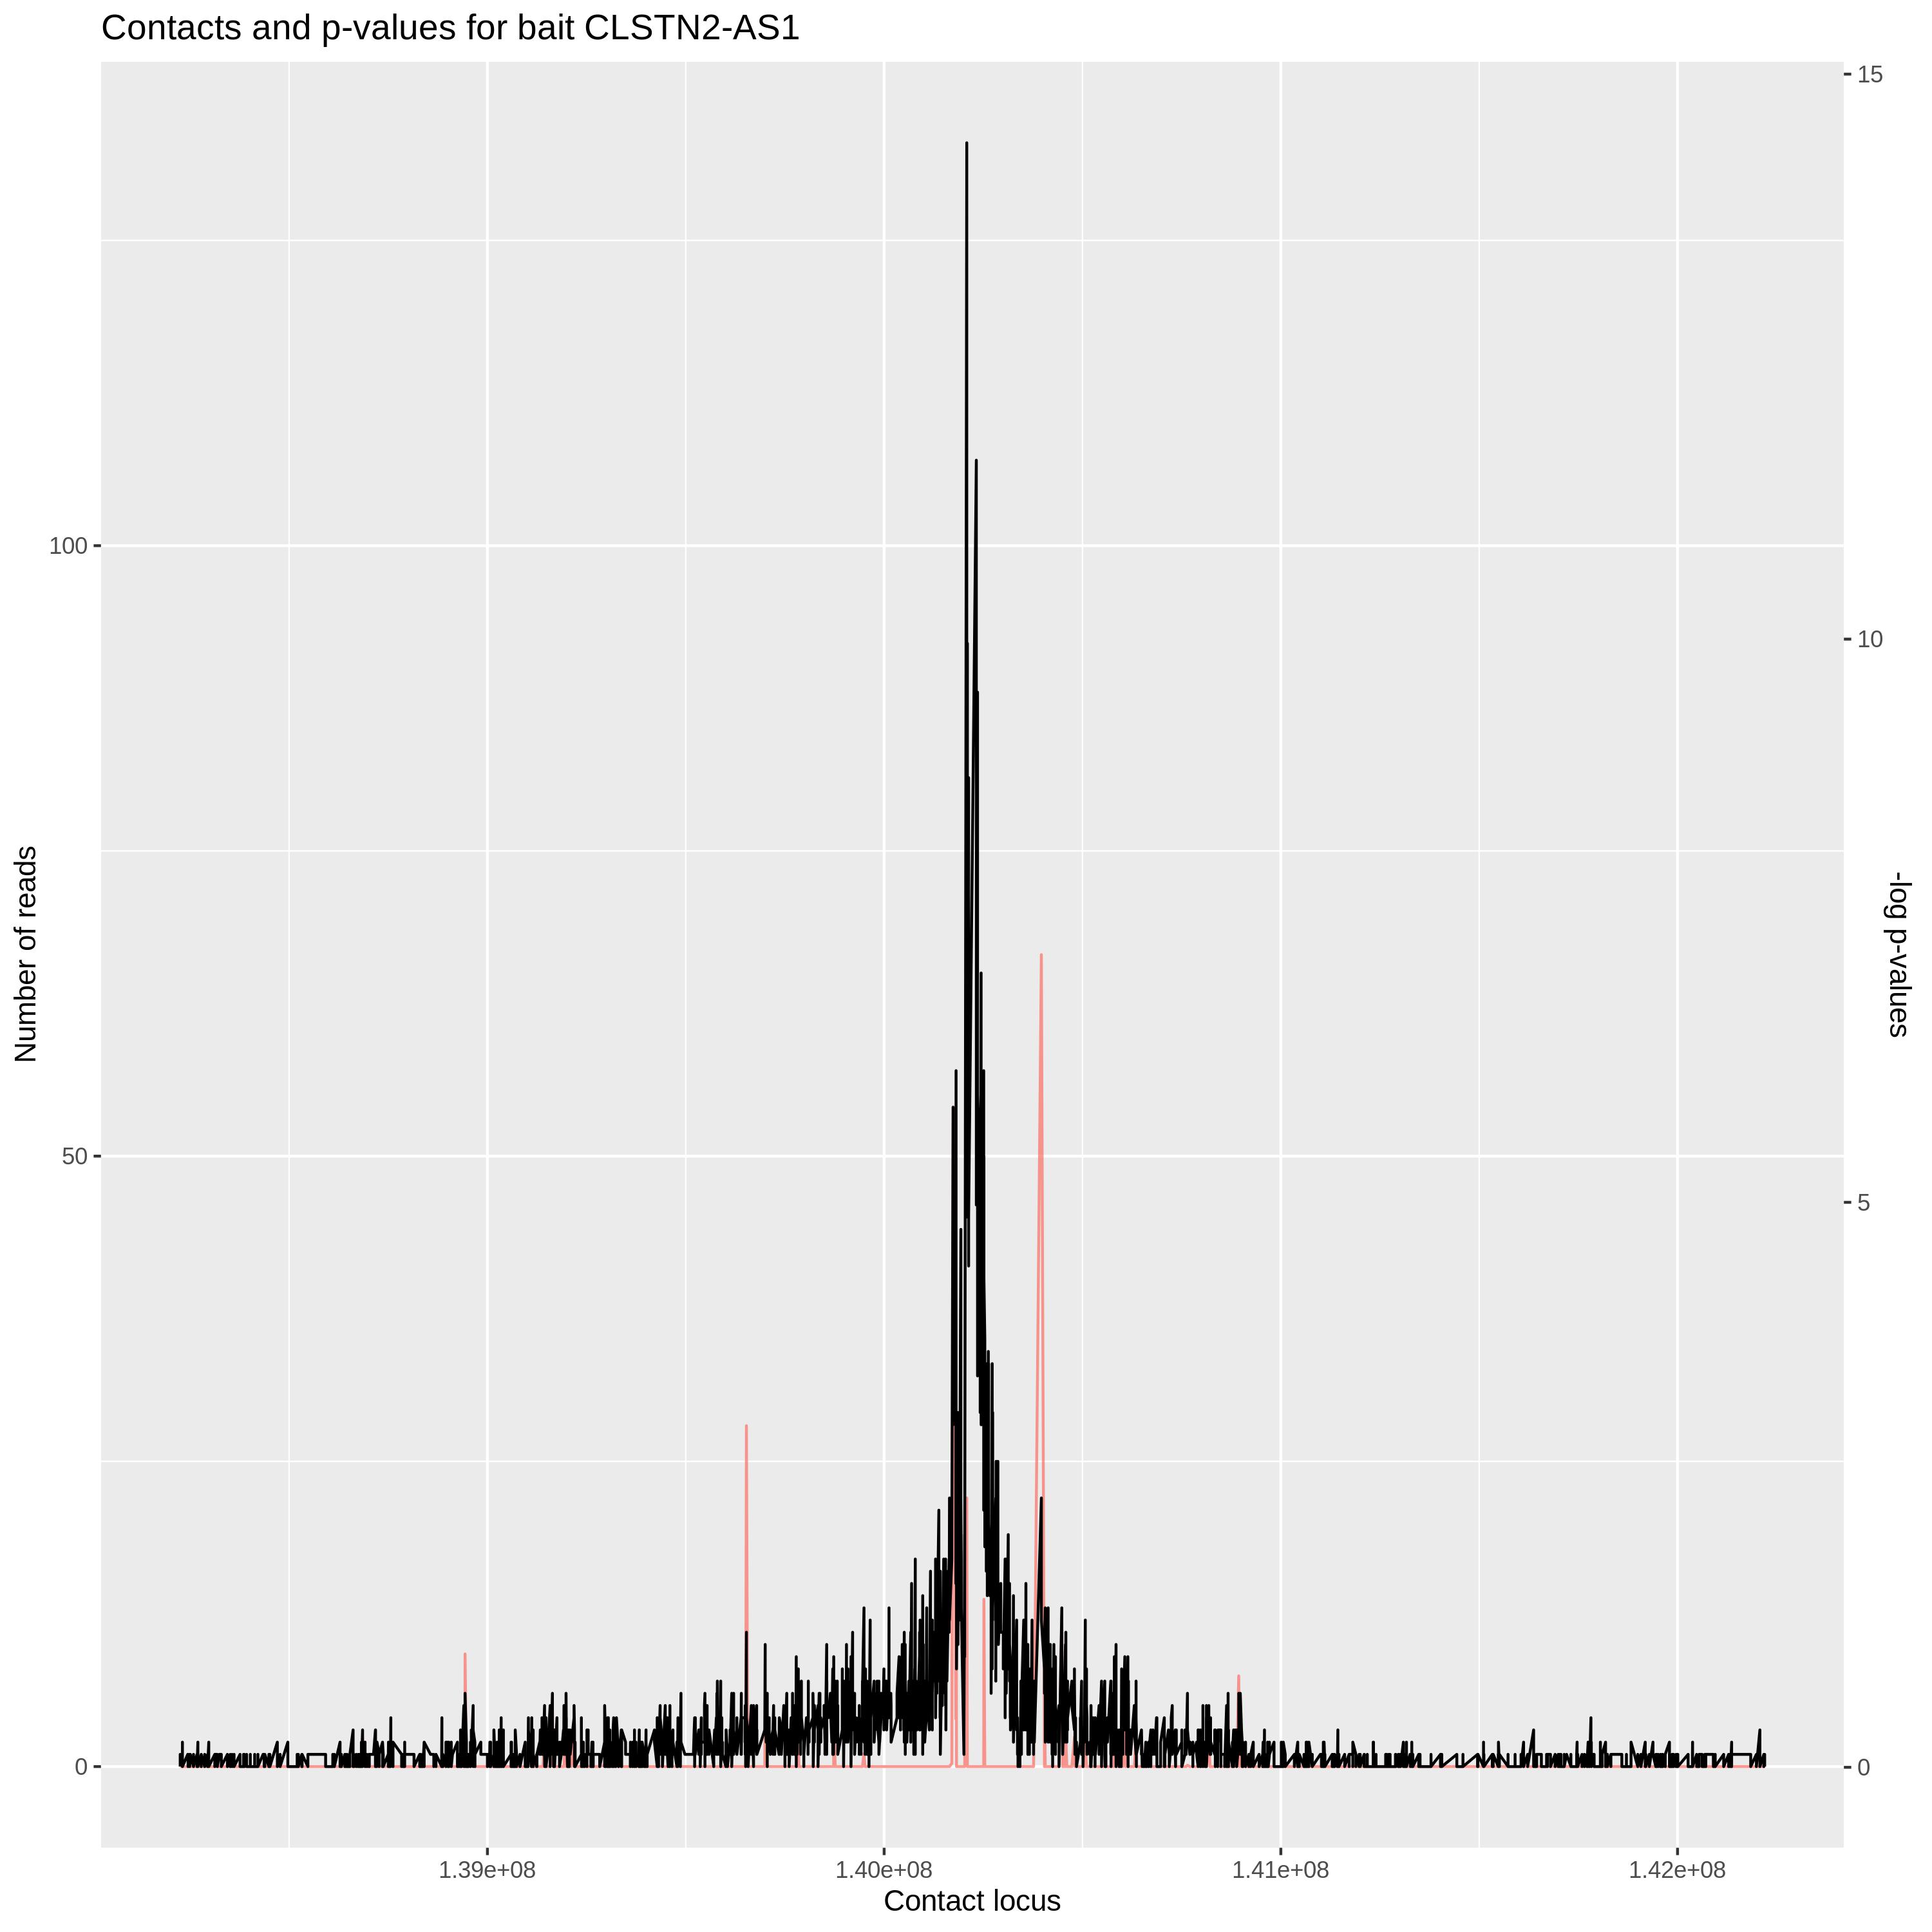 Contacts and p-values for bait CLSTN2-AS1
15
100
10
Number of reads
-log p-values
50
5
0
0
1.39e+08
1.40e+08
1.41e+08
1.42e+08
Contact locus